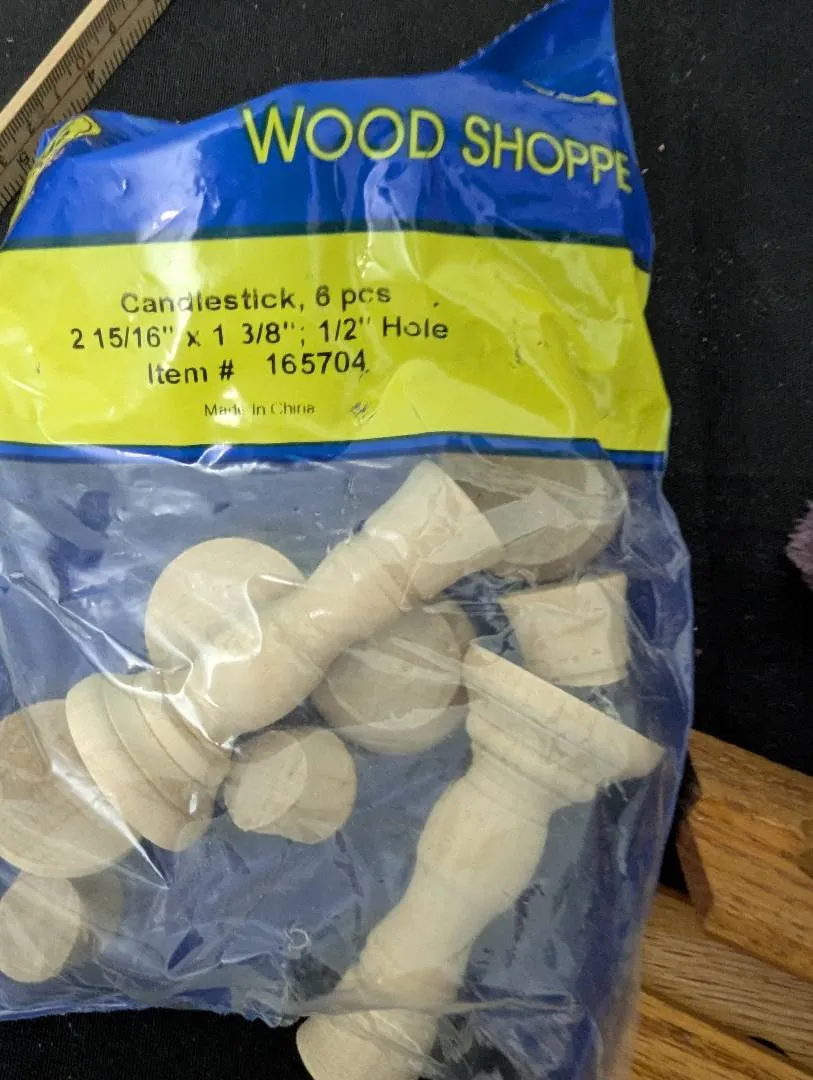 WOOD SHOPPE
Candlestick, 6 pcs
2 15/16" x 1 3/8"; 1/2" Hole
Item # 165704
Made In China